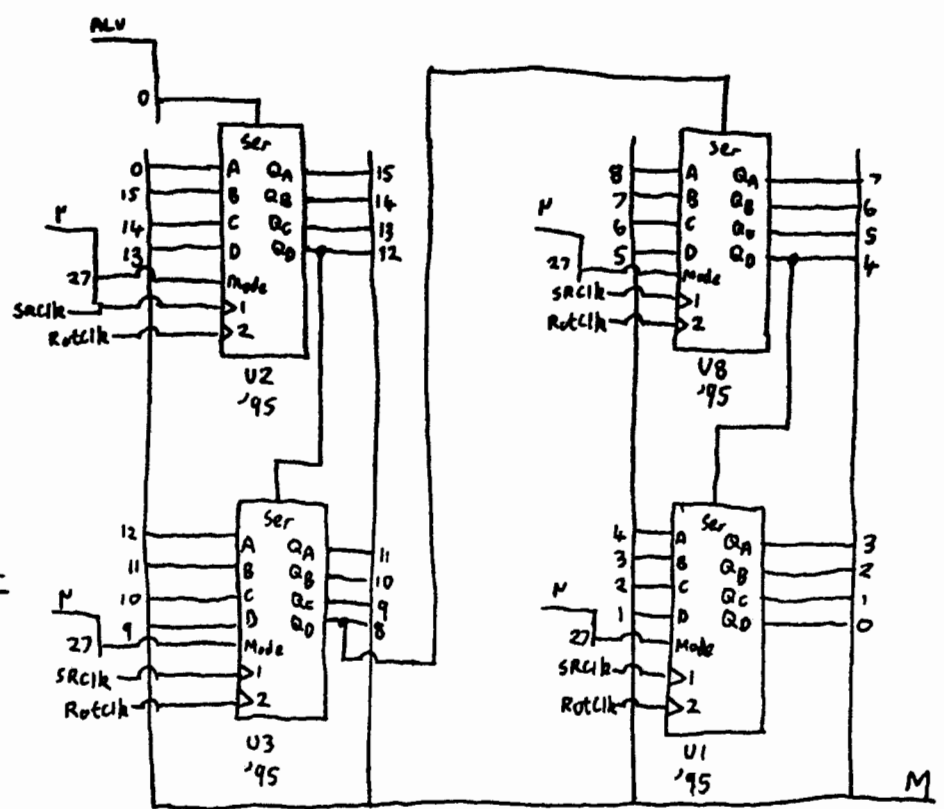 ALU
0
Ser
0 A QA 15
15 B QB 14
14 C QC 13
13 D QD 12
27 Mode
SRClk 1
RotClk 2
U2
'95
Ser
8 A QA 7
7 B QB 6
6 C QC 5
5 D QD 4
27 Mode
SRClk 1
RotClk 2
U8
'95
Ser
12 A QA 11
11 B QB 10
10 C QC 9
9 D QD 8
27 Mode
SRClk 1
RotClk 2
U3
'95
Ser
4 A QA 3
3 B QB 2
2 C QC 1
1 D QD 0
27 Mode
SRClk 1
RotClk 2
U1
'95
M